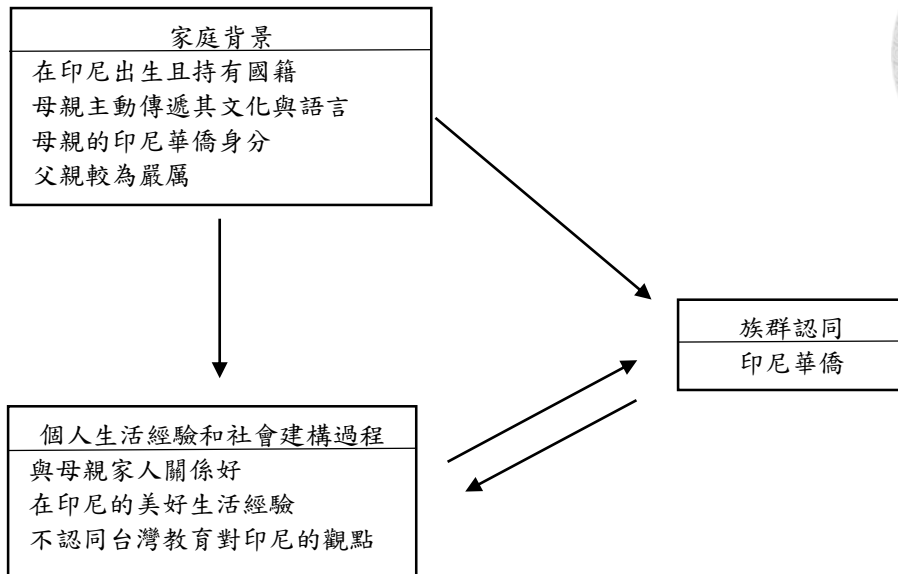 家庭背景
在印尼出生且持有國籍
母親主動傳遞其文化與語言
母親的印尼華僑身分
父親較為嚴厲
族群認同
印尼華僑
個人生活經驗和社會建構過程
與母親家人關係好
在印尼的美好生活經驗
不認同台灣教育對印尼的觀點